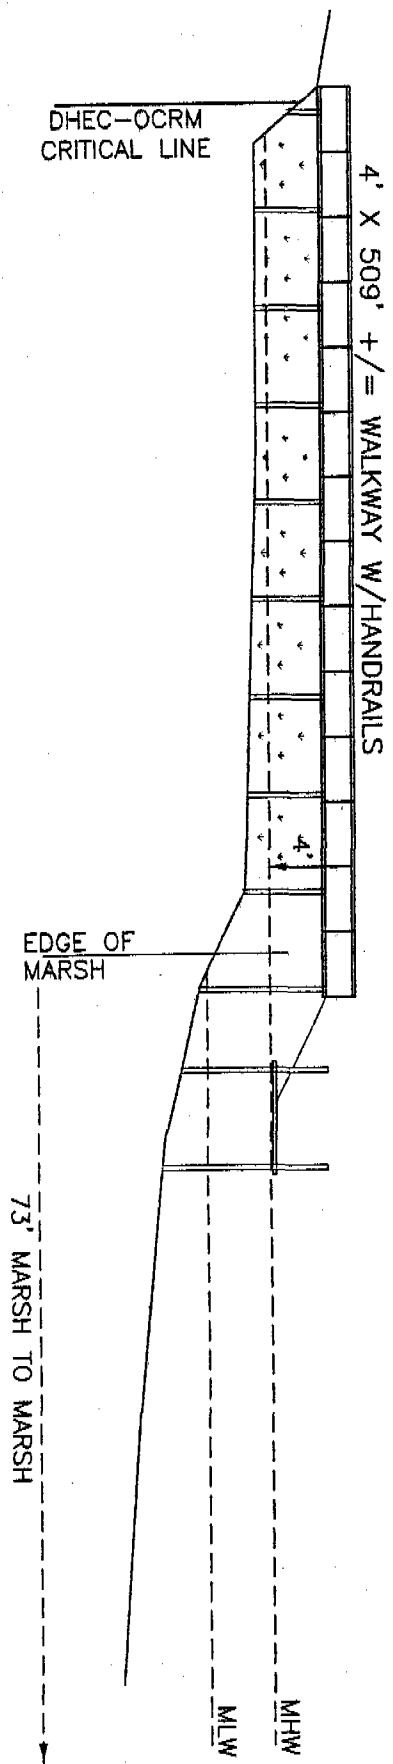 DHEC-OCRM
CRITICAL LINE
4' X 509' +/= WALKWAY W/HANDRAILS
4'
EDGE OF
MARSH
73' MARSH TO MARSH
MLW
MHW